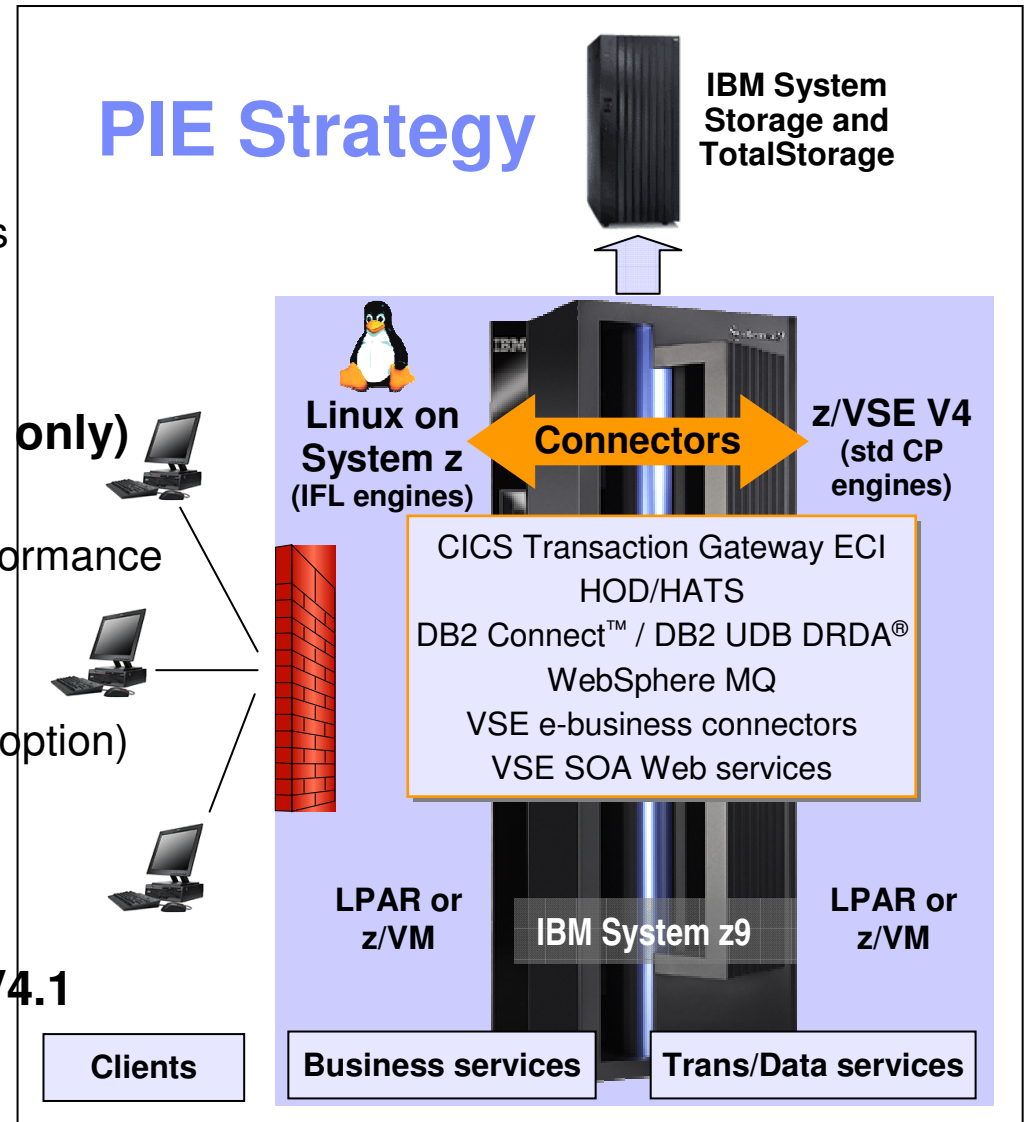 PIE Strategy
IBM System
Storage and
TotalStorage
s
Linux on
System z
(IFL engines)
IBM
Connectors
z/VSE V4
(std CP
engines)
only)
CICS Transaction Gateway ECI
HOD/HATS
DB2 Connect™ / DB2 UDB DRDA®
WebSphere MQ
VSE e-business connectors
VSE SOA Web services
ormance
option)
LPAR or
z/VM
IBM System z9
LPAR or
z/VM
/4.1
Clients
Business services
Trans/Data services